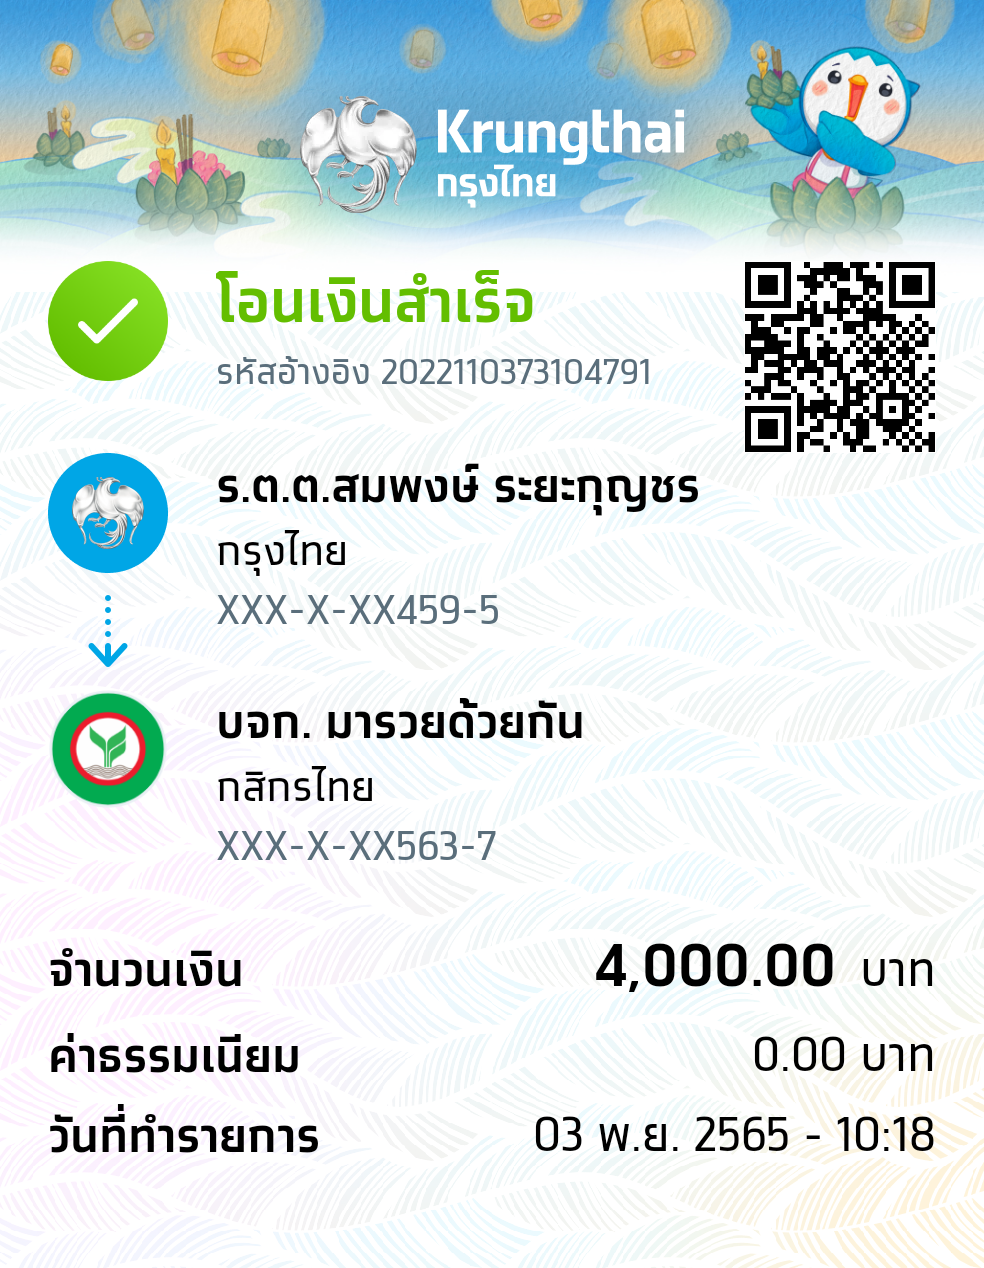 Krungthai
กรุงไทย
โอนเงินสำเร็จ
รหัสอ้างอิง 2022110373104791
ร.ต.ต.สมพงษ์ ระยะกุญชร
กรุงไทย
XXX-X-XX459-5
บจก. มารวยด้วยกัน
กสิกรไทย
XXX-X-XX563-7
จำนวนเงิน 4,000.00 บาท
ค่าธรรมเนียม 0.00 บาท
วันที่ทำรายการ 03 พ.ย. 2565 - 10:18